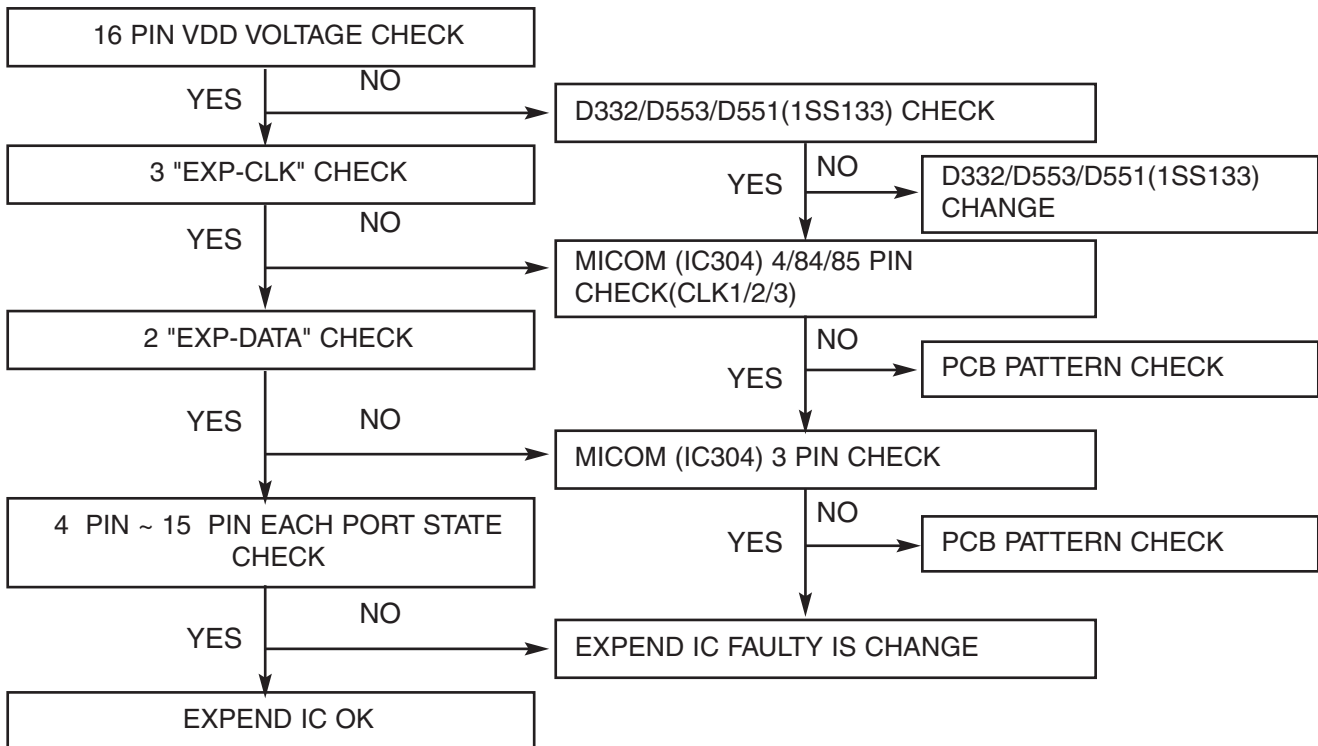 16 PIN VDD VOLTAGE CHECK
NO
YES
D332/D553/D551(1SS133) CHECK
3 "EXP-CLK" CHECK
NO
YES
D332/D553/D551(1SS133)
CHANGE
NO
YES
MICOM (IC304) 4/84/85 PIN
CHECK(CLK1/2/3)
2 "EXP-DATA" CHECK
NO
YES
PCB PATTERN CHECK
NO
YES
MICOM (IC304) 3 PIN CHECK
4 PIN ~ 15 PIN EACH PORT STATE
CHECK
NO
YES
PCB PATTERN CHECK
NO
YES
EXPEND IC FAULTY IS CHANGE
EXPEND IC OK